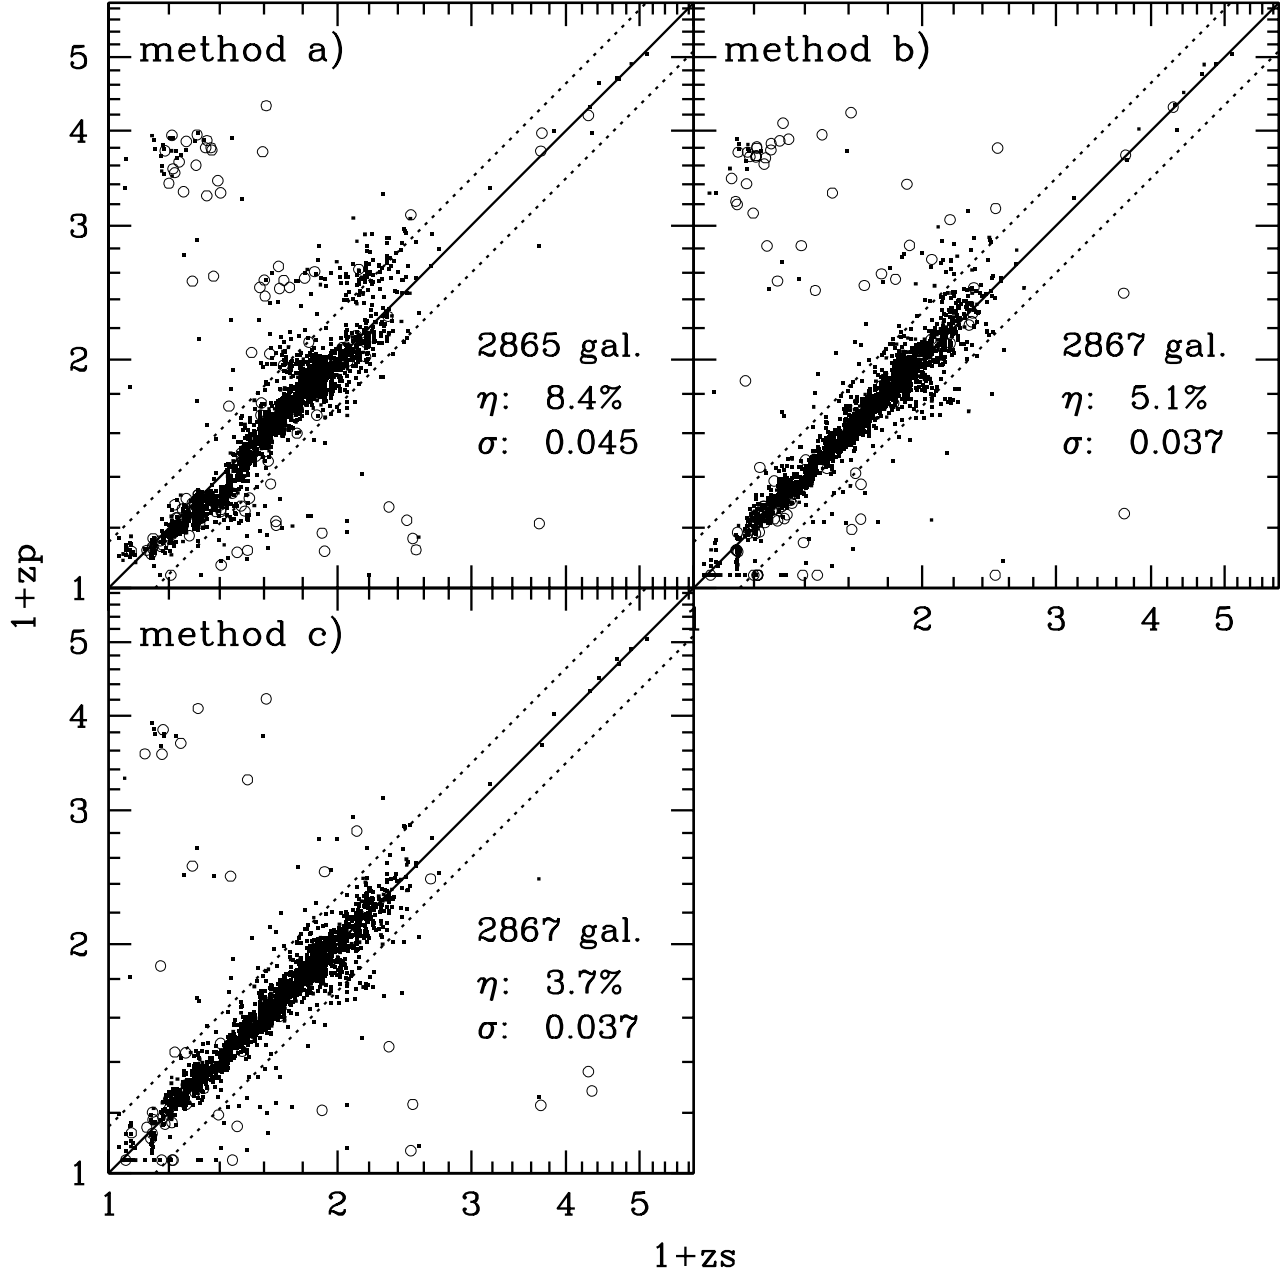 method a)
5
4
3
2
1
2865 gal.
η: 8.4%
σ: 0.045
method b)
2867 gal.
η: 5.1%
σ: 0.037
1 2 3 4 5
1+zp
method c)
5
4
3
2
1
2867 gal.
η: 3.7%
σ: 0.037
1 2 3 4 5
1+zs